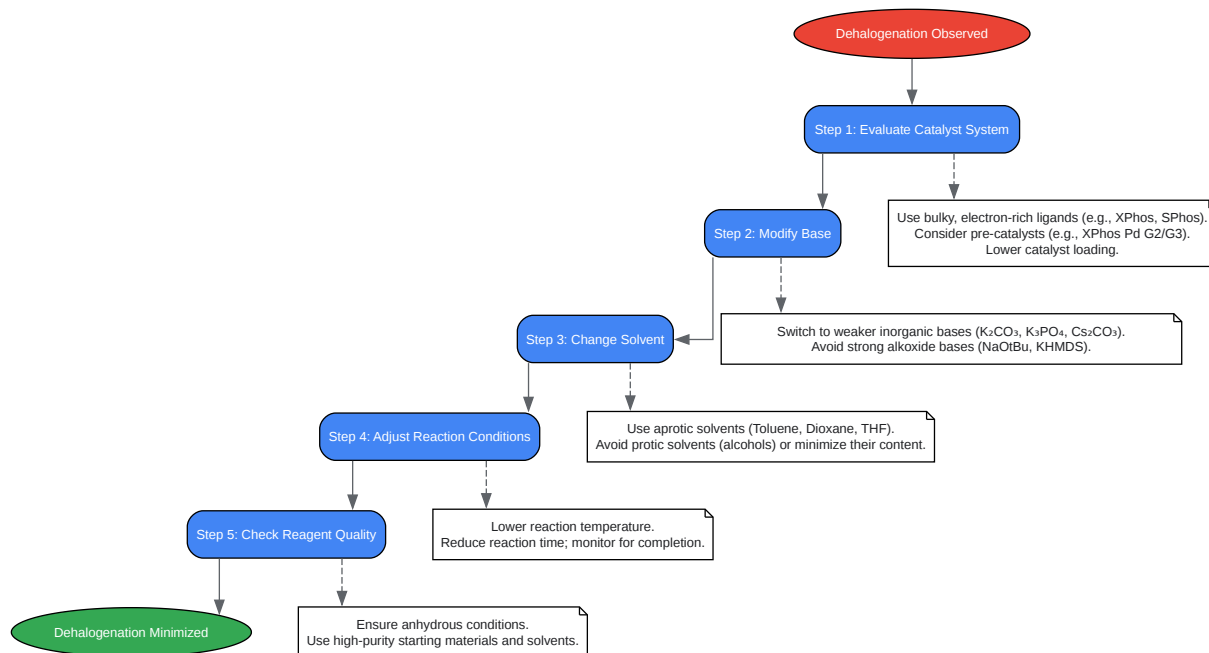 Dehalogenation Observed
Step 1: Evaluate Catalyst System
Use bulky, electron-rich ligands (e.g., XPhos, SPhos).
Consider pre-catalysts (e.g., XPhos Pd G2/G3).
Lower catalyst loading.
Step 2: Modify Base
Switch to weaker inorganic bases (K₂CO₃, K₃PO₄, Cs₂CO₃).
Avoid strong alkoxide bases (NaOtBu, KHMDS).
Step 3: Change Solvent
Use aprotic solvents (Toluene, Dioxane, THF).
Avoid protic solvents (alcohols) or minimize their content.
Step 4: Adjust Reaction Conditions
Lower reaction temperature.
Reduce reaction time; monitor for completion.
Step 5: Check Reagent Quality
Ensure anhydrous conditions.
Use high-purity starting materials and solvents.
Dehalogenation Minimized